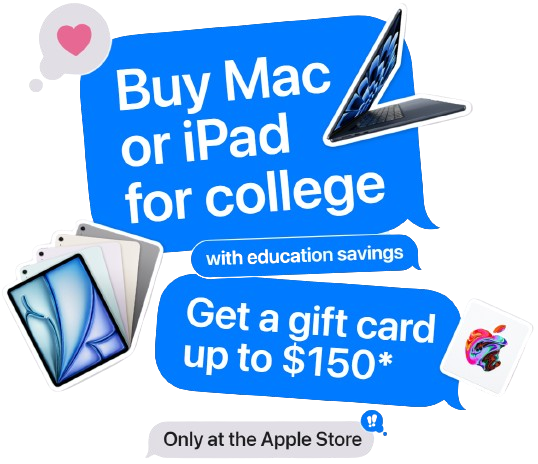 Buy Mac
or iPad
for college
with education savings
Get a gift card
up to $150*
Only at the Apple Store